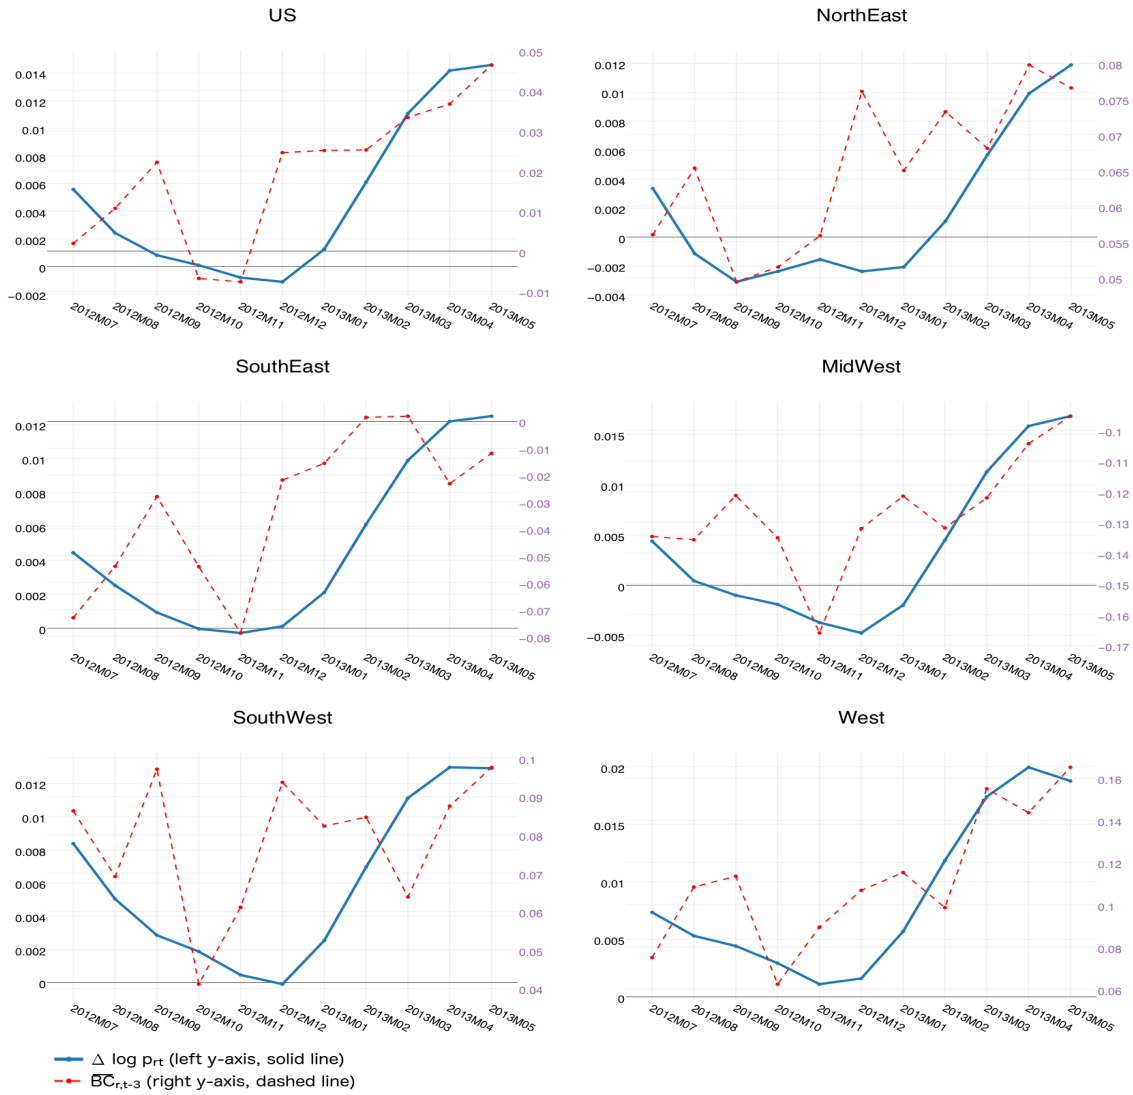 US
NorthEast
0.014
0.012
0.01
0.008
0.006
0.004
0.002
0
−0.002
0.05
0.04
0.03
0.02
0.01
0
−0.01
2012M07
2012M08
2012M09
2012M10
2012M11
2012M12
2013M01
2013M02
2013M03
2013M04
2013M05
0.012
0.01
0.008
0.006
0.004
0.002
0
−0.002
−0.004
0.08
0.075
0.07
0.065
0.06
0.055
0.05
2012M07
2012M08
2012M09
2012M10
2012M11
2012M12
2013M01
2013M02
2013M03
2013M04
2013M05
SouthEast
MidWest
0.012
0.01
0.008
0.006
0.004
0.002
0
0
−0.01
−0.02
−0.03
−0.04
−0.05
−0.06
−0.07
−0.08
2012M07
2012M08
2012M09
2012M10
2012M11
2012M12
2013M01
2013M02
2013M03
2013M04
2013M05
0.015
0.01
0.005
0
−0.005
−0.1
−0.11
−0.12
−0.13
−0.14
−0.15
−0.16
−0.17
2012M07
2012M08
2012M09
2012M10
2012M11
2012M12
2013M01
2013M02
2013M03
2013M04
2013M05
SouthWest
West
0.012
0.01
0.008
0.006
0.004
0.002
0
0.1
0.09
0.08
0.07
0.06
0.05
0.04
2012M07
2012M08
2012M09
2012M10
2012M11
2012M12
2013M01
2013M02
2013M03
2013M04
2013M05
0.02
0.015
0.01
0.005
0
0.16
0.14
0.12
0.1
0.08
0.06
2012M07
2012M08
2012M09
2012M10
2012M11
2012M12
2013M01
2013M02
2013M03
2013M04
2013M05
Δ log p_rt (left y-axis, solid line)
B̅C̅_r,t-3 (right y-axis, dashed line)